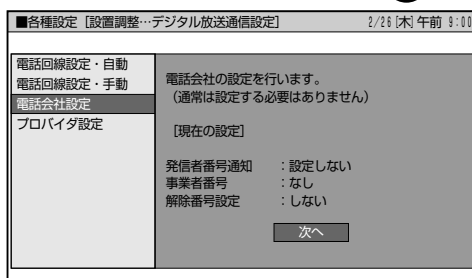 ■各種設定［設置調整…デジタル放送通信設定］ 2/26［木］午前 9:00
電話回線設定・自動
電話回線設定・手動
電話会社設定
プロバイダ設定
電話会社の設定を行います。
（通常は設定する必要はありません）
［現在の設定］
発信者番号通知 ：設定しない
事業者番号 ：なし
解除番号設定 ：しない
次へ